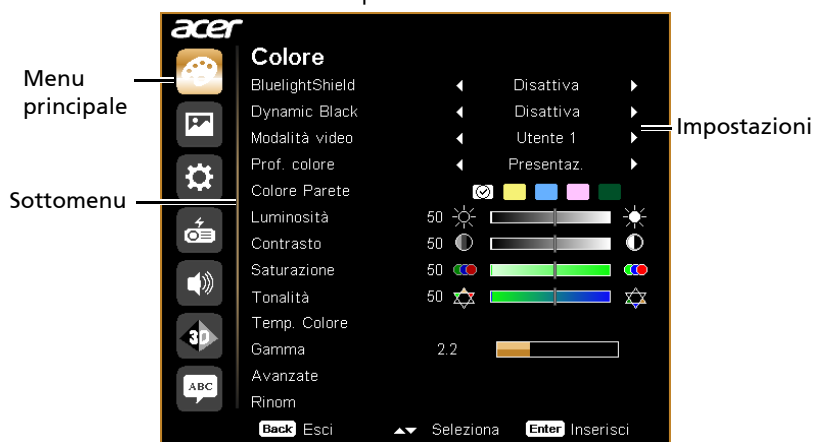 acer
Colore
BluelightShield Disattiva
Dynamic Black Disattiva
Modalità video Utente 1
Prof. colore Presentaz.
Colore Parete
Luminosità 50
Contrasto 50
Saturazione 50
Tonalità 50
Temp. Colore
Gamma 2.2
Avanzate
Rinom
Back Esci Seleziona Enter Inserisci
Menu
principale
Sottomenu
Impostazioni
3D
ABC